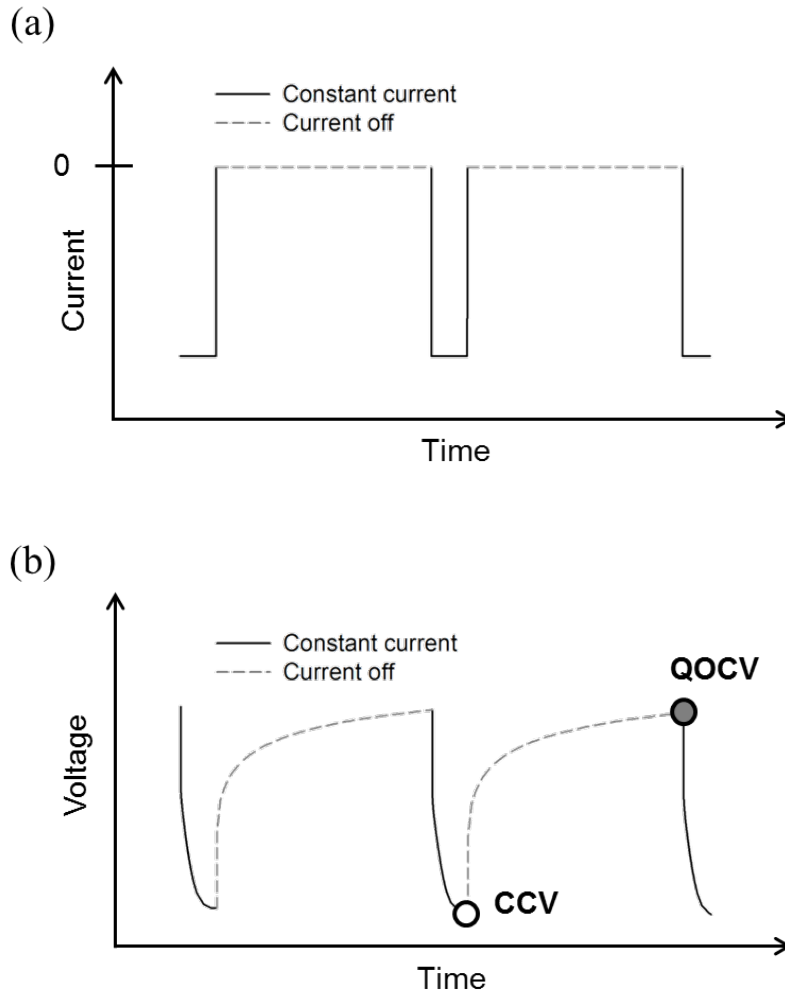 (a)
Constant current
Current off
0
Current
Time
(b)
Constant current
Current off
QOCV
Voltage
CCV
Time